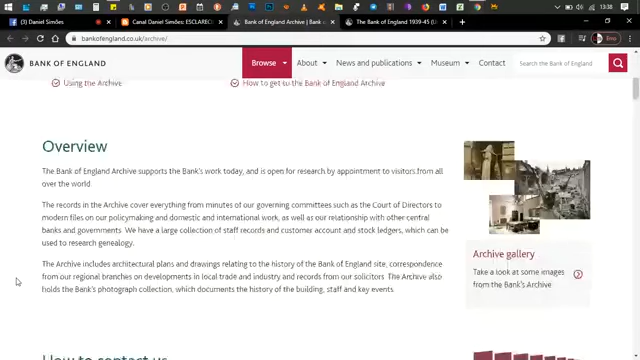 Daniel Simões
Canal Daniel Simões: ESCLAREC
Bank of England Archive | Bank
The Bank of England 1939-45 (
13:38
bankofengland.co.uk/archive/
BANK OF ENGLAND
Browse
About
News and publications
Museum
Contact
Search the Bank of England
Using the Archive
How to get to the Bank of England Archive
Overview
The Bank of England Archive supports the Bank's work today, and is open for research by appointment to visitors from all
over the world
The records in the Archive cover everything from minutes of our governing committees such as the Court of Directors to
modern files on our policymaking and domestic and international work, as well as our relationship with other central
banks and governments. We have a large collection of staff records and customer account and stock ledgers, which can be
used to research genealogy.
The Archive includes architectural plans and drawings relating to the history of the Bank of England site, correspondence
from our regional branches on developments in local trade and industry and records from our solicitors. The Archive also
holds the Bank's photograph collection, which documents the history of the building, staff and key events.
Archive gallery
Take a look at some images
from the Bank's Archive
How to contact us